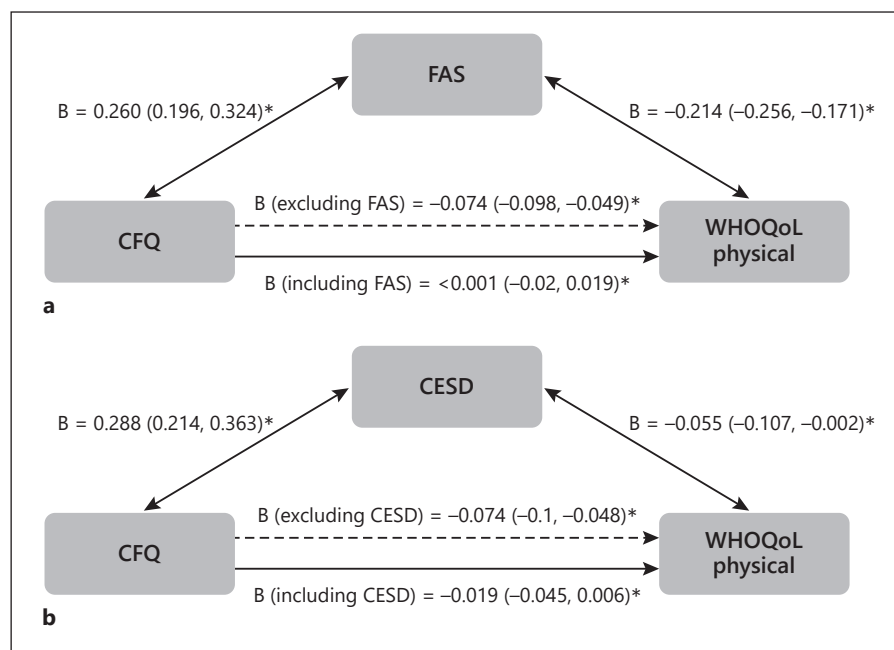 FAS
B = 0.260 (0.196, 0.324)*
B = –0.214 (–0.256, –0.171)*
B (excluding FAS) = –0.074 (–0.098, –0.049)*
CFQ
WHOQoL
physical
B (including FAS) = <0.001 (–0.02, 0.019)*
a
CESD
B = 0.288 (0.214, 0.363)*
B = –0.055 (–0.107, –0.002)*
B (excluding CESD) = –0.074 (–0.1, –0.048)*
CFQ
WHOQoL
physical
B (including CESD) = –0.019 (–0.045, 0.006)*
b